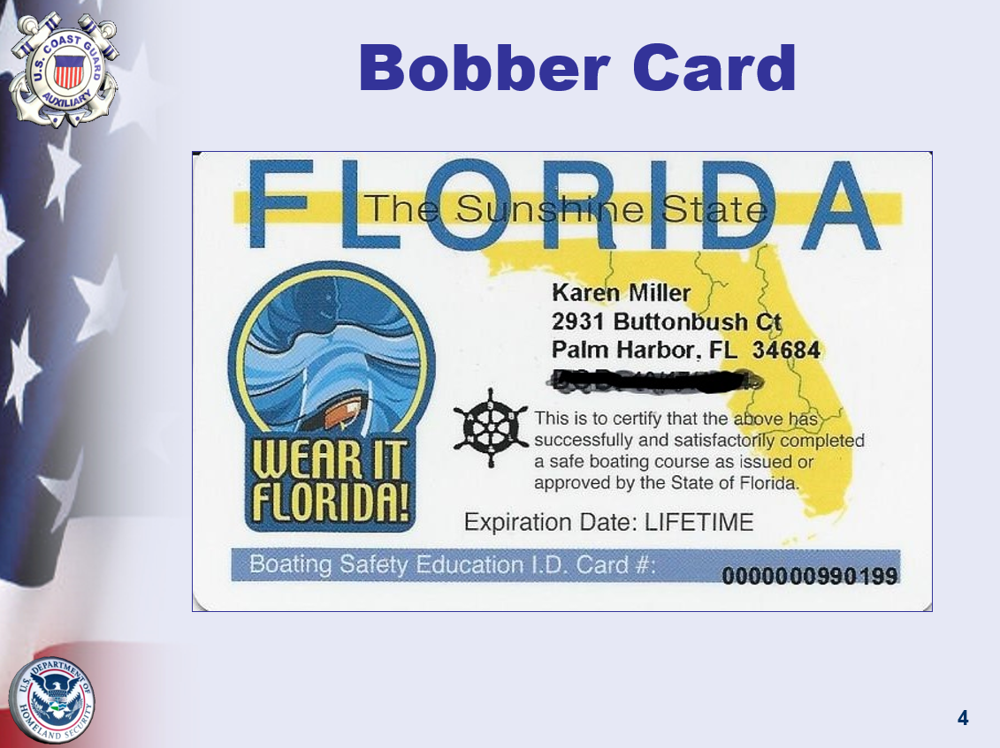 U.S. COAST GUARD
AUXILIARY
Bobber Card
FLORIDA
The Sunshine State
Karen Miller
2931 Buttonbush Ct
Palm Harbor, FL 34684
This is to certify that the above has
successfully and satisfactorily completed
a safe boating course as issued or
approved by the State of Florida.
WEAR IT
FLORIDA!
Expiration Date: LIFETIME
Boating Safety Education I.D. Card #:
0000000990199
U.S. DEPARTMENT OF
HOMELAND SECURITY
4